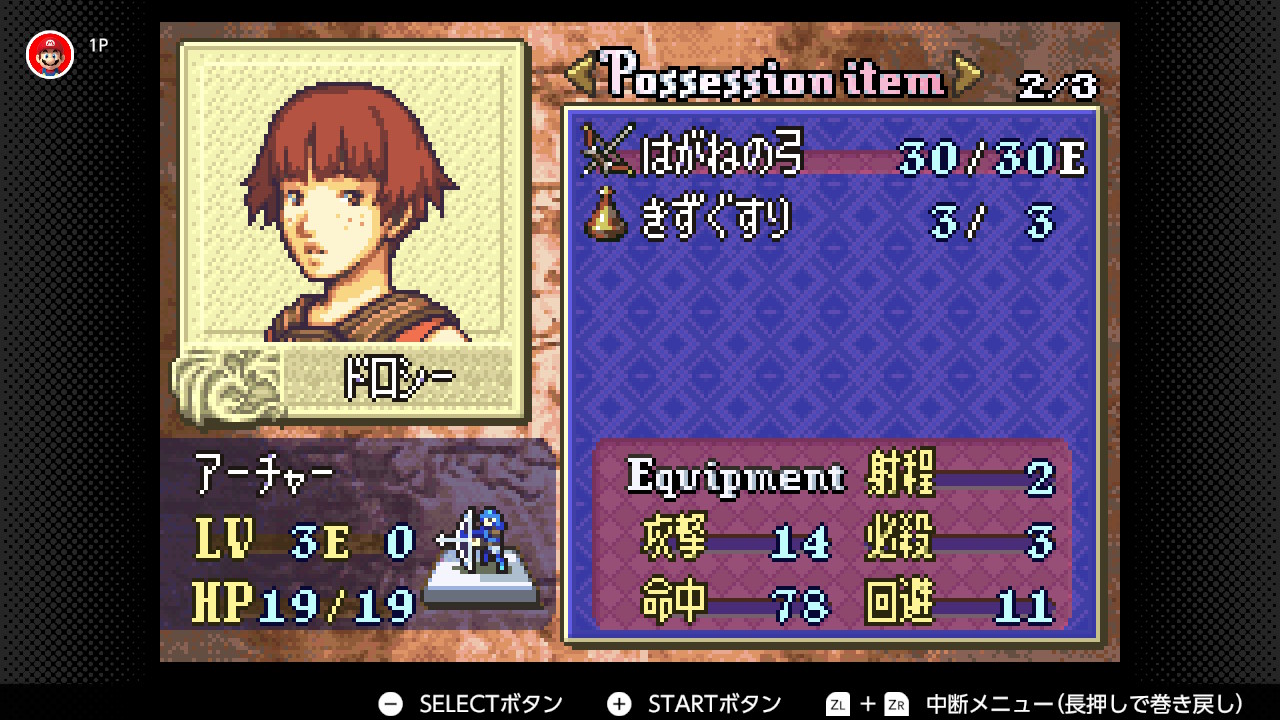 1P
Possession item 2/3
はがねの弓 30/30E
きずぐすり 3/ 3
ドロシー
アーチャー
LV 3E 0
HP19/19
Equipment 射程 2
攻撃 14 必殺 3
命中 78 回避 11
SELECTボタン STARTボタン ZL + ZR 中断メニュー(長押しで巻き戻し)